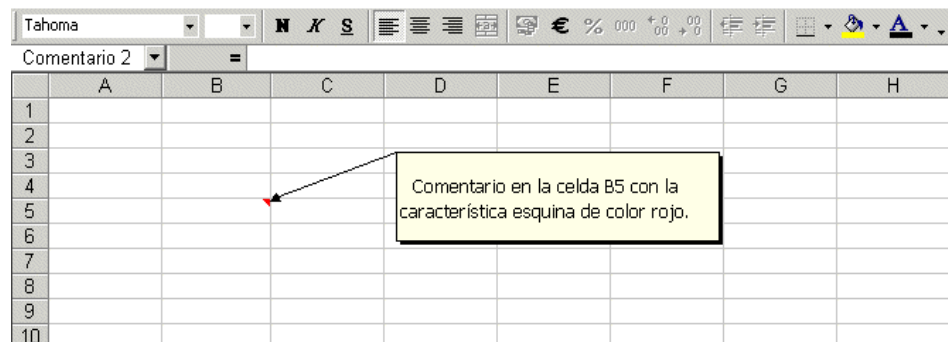 Tahoma N K S € % 000
Comentario 2 =
A B C D E F G H
1
2
3
4 Comentario en la celda B5 con la
5 característica esquina de color rojo.
6
7
8
9
10